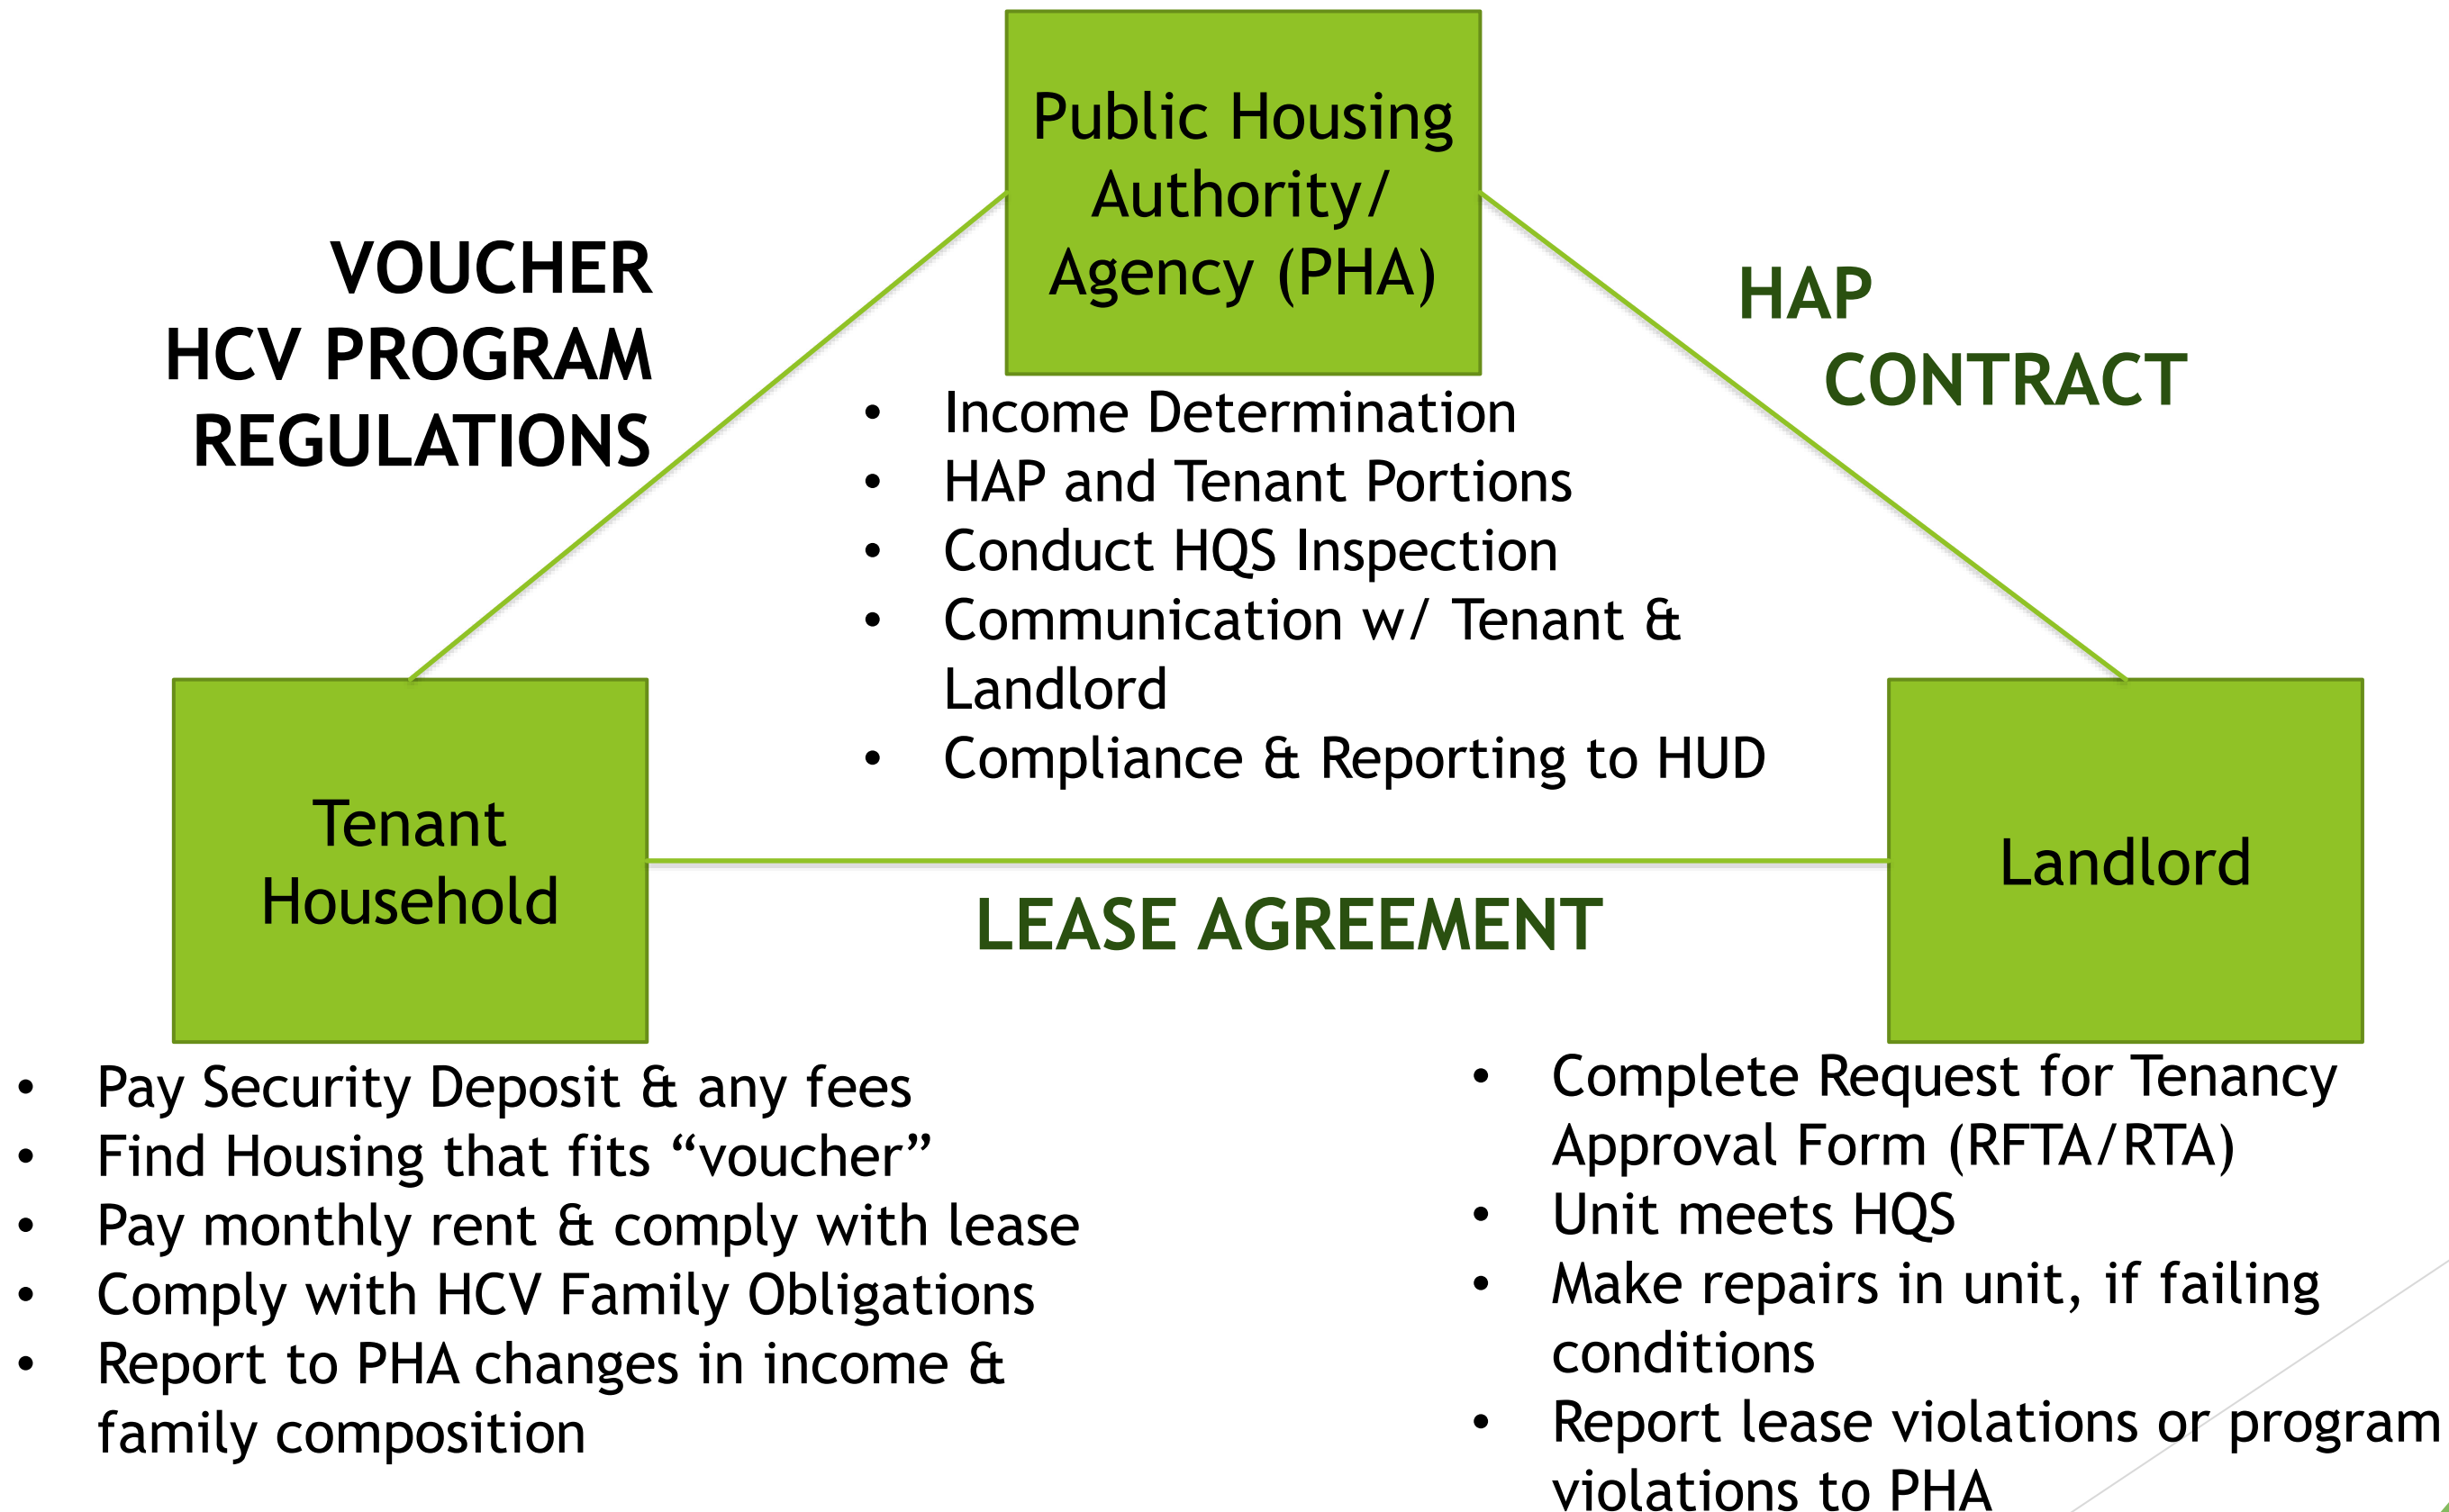 Public Housing
Authority/
Agency (PHA)
VOUCHER
HCV PROGRAM
REGULATIONS
HAP
CONTRACT
• Income Determination
• HAP and Tenant Portions
• Conduct HQS Inspection
• Communication w/ Tenant &
Landlord
• Compliance & Reporting to HUD
Tenant
Household
Landlord
LEASE AGREEMENT
• Pay Security Deposit & any fees
• Find Housing that fits “voucher”
• Pay monthly rent & comply with lease
• Comply with HCV Family Obligations
• Report to PHA changes in income &
family composition
• Complete Request for Tenancy
Approval Form (RFTA/RTA)
• Unit meets HQS
• Make repairs in unit, if failing
conditions
• Report lease violations or program
violations to PHA